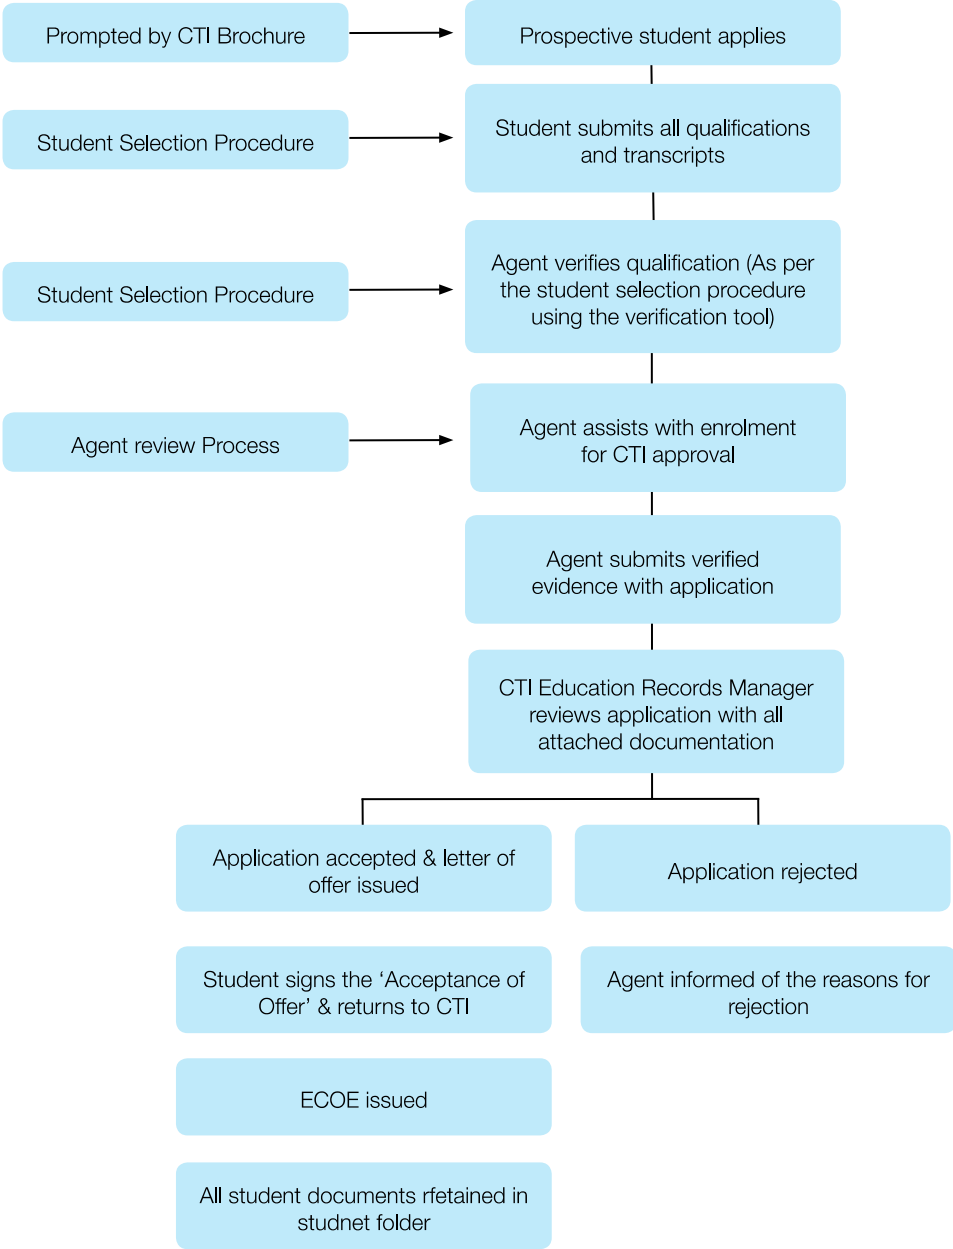 Prompted by CTI Brochure
Prospective student applies
Student Selection Procedure
Student submits all qualifications
and transcripts
Student Selection Procedure
Agent verifies qualification (As per
the student selection procedure
using the verification tool)
Agent review Process
Agent assists with enrolment
for CTI approval
Agent submits verified
evidence with application
CTI Education Records Manager
reviews application with all
attached documentation
Application accepted & letter of
offer issued
Application rejected
Student signs the ‘Acceptance of
Offer’ & returns to CTI
Agent informed of the reasons for
rejection
ECOE issued
All student documents rfetained in
studnet folder